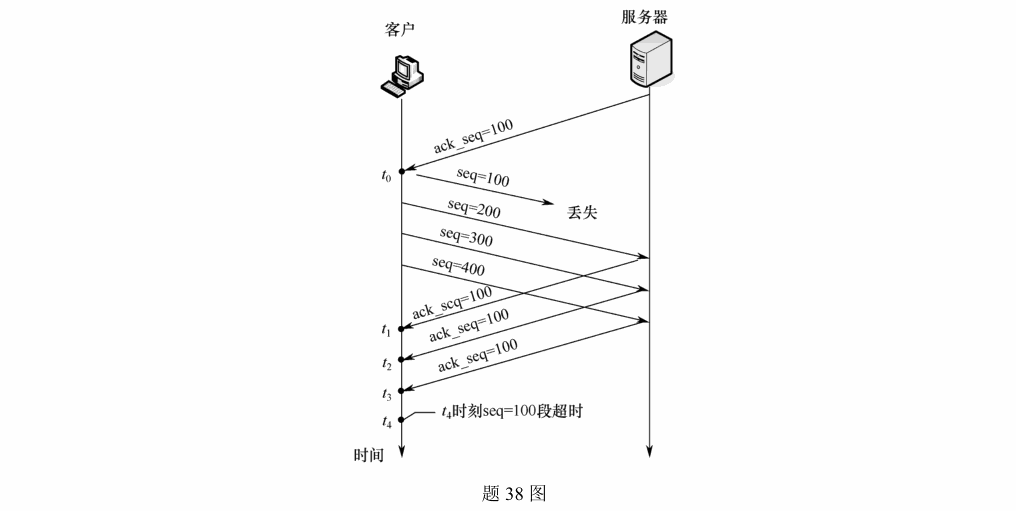 客户
服务器
ack_seq=100
t₀
seq=100
丢失
seq=200
seq=300
seq=400
ack_scq=100
t₁
ack_seq=100
t₂
ack_seq=100
t₃
t₄
t₄时刻seq=100段超时
时间
题 38 图